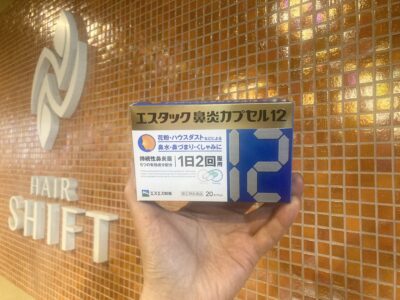 HAIR
SHIFT
エスタック 鼻炎カプセル12
花粉・ハウスダストなどによる
鼻水・鼻づまり・くしゃみに
持続性鼻炎薬
1日2回服用
12
エスエス製薬
20カプセル